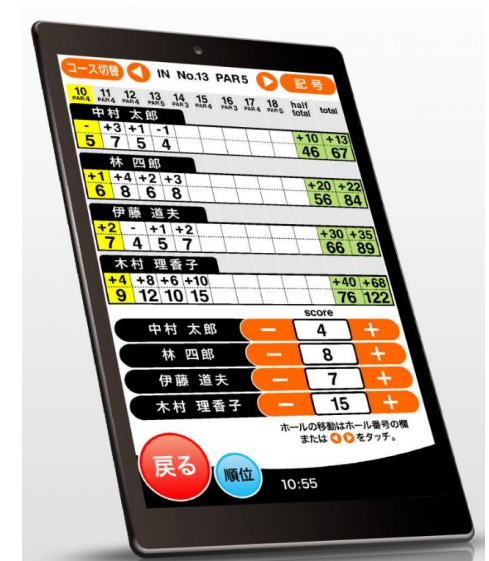 コース切替 IN No.13 PAR5 記号
10 11 12 13 14 15 16 17 18 half total
PAR4 PAR4 PAR4 PAR5 PAR3 PAR4 PAR3 PAR4 PAR5 total
中村 太郎
- +3 +1 -1 +10 +13
5 7 5 4 46 67
林 四郎
+1 +4 +2 +3 +20 +22
6 8 6 8 56 84
伊藤 道夫
+2 - +1 +2 +30 +35
7 4 5 7 66 89
木村 理香子
+4 +8 +6 +10 +40 +68
9 12 10 15 76 122
score
中村 太郎 − 4 +
林 四郎 − 8 +
伊藤 道夫 − 7 +
木村 理香子 − 15 +
ホールの移動はホール番号の欄
または をタッチ。
戻る 順位 10:55